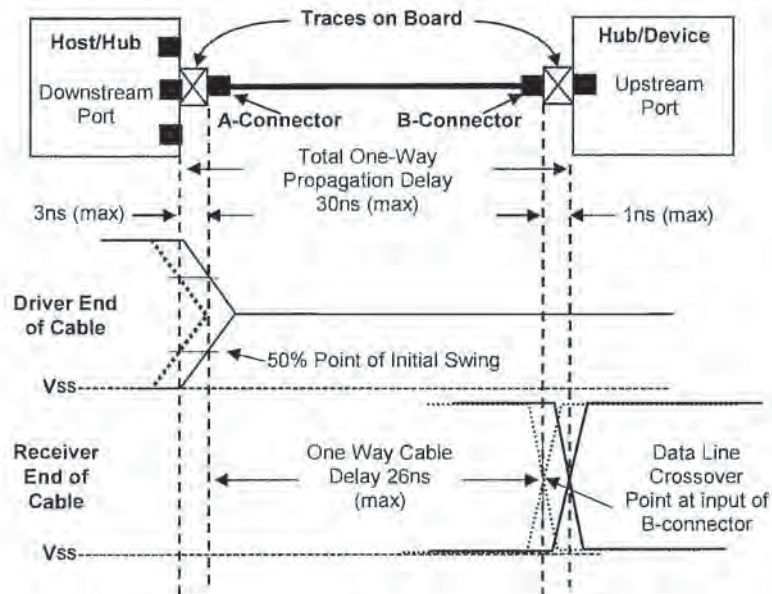 Traces on Board
Host/Hub
Hub/Device
Downstream
Port
Upstream
Port
A-Connector
B-Connector
Total One-Way
Propagation Delay
30ns (max)
3ns (max)
1ns (max)
Driver End
of Cable
50% Point of Initial Swing
Vss
Receiver
End of
Cable
One Way Cable
Delay 26ns
(max)
Data Line
Crossover
Point at input of
B-connector
Vss